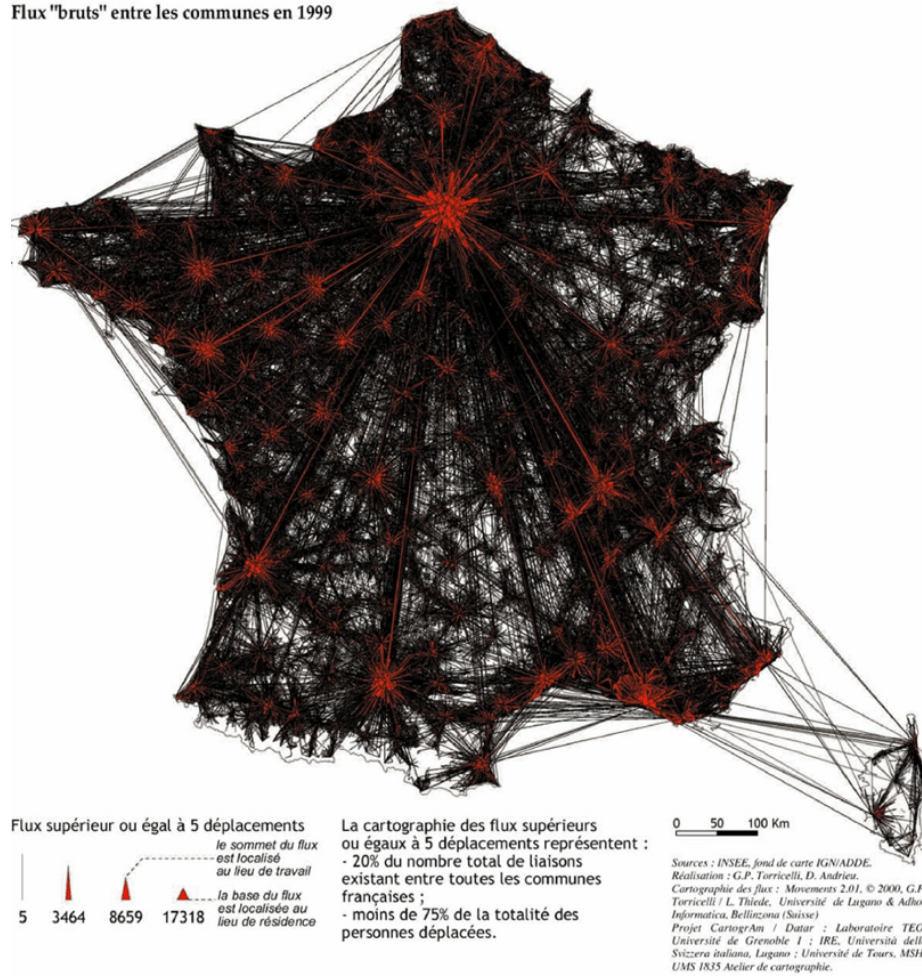 Flux "bruts" entre les communes en 1999
Flux supérieur ou égal à 5 déplacements
le sommet du flux
est localisé
au lieu de travail
la base du flux
est localisée au
lieu de résidence
5 3464 8659 17318
La cartographie des flux supérieurs
ou égaux à 5 déplacements représentent :
- 20% du nombre total de liaisons
existant entre toutes les communes
françaises ;
- moins de 75% de la totalité des
personnes déplacées.
0 50 100 Km
Sources : INSEE, fond de carte IGN/ADDE.
Réalisation : G.P. Torricelli, D. Andrieu.
Cartographie des flux : Movements 2.01, © 2000, G.P.
Torricelli / L. Thiede, Université de Lugano & Adhoc
Informatica, Bellinzona (Suisse)
Projet CartogrAm / Datar : Laboratoire TEO
Université de Grenoble 1 ; IRE, Università dell
Svizzera italiana, Lugano ; Université de Tours, MSH
UMS 1835 Atelier de cartographie.